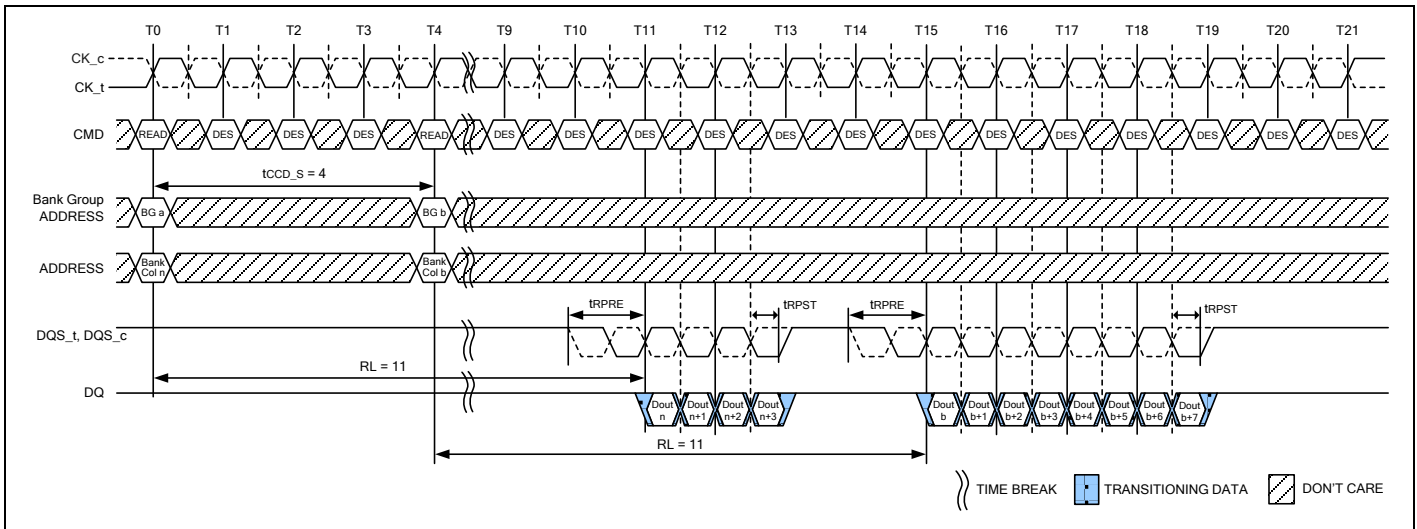 T0 T1 T2 T3 T4 T9 T10 T11 T12 T13 T14 T15 T16 T17 T18 T19 T20 T21
CK_c
CK_t
CMD READ DES DES DES READ DES DES DES DES DES DES DES DES DES DES DES DES DES
tCCD_S = 4
Bank Group
ADDRESS
BG a BG b
ADDRESS
Bank
Col n
Bank
Col b
tRPRE tRPST tRPRE tRPST
DQS_t, DQS_c
RL = 11
DQ
Dout
n
Dout
n+1
Dout
n+2
Dout
n+3
Dout
b
Dout
b+1
Dout
b+2
Dout
b+3
Dout
b+4
Dout
b+5
Dout
b+6
Dout
b+7
RL = 11
TIME BREAK TRANSITIONING DATA DON'T CARE